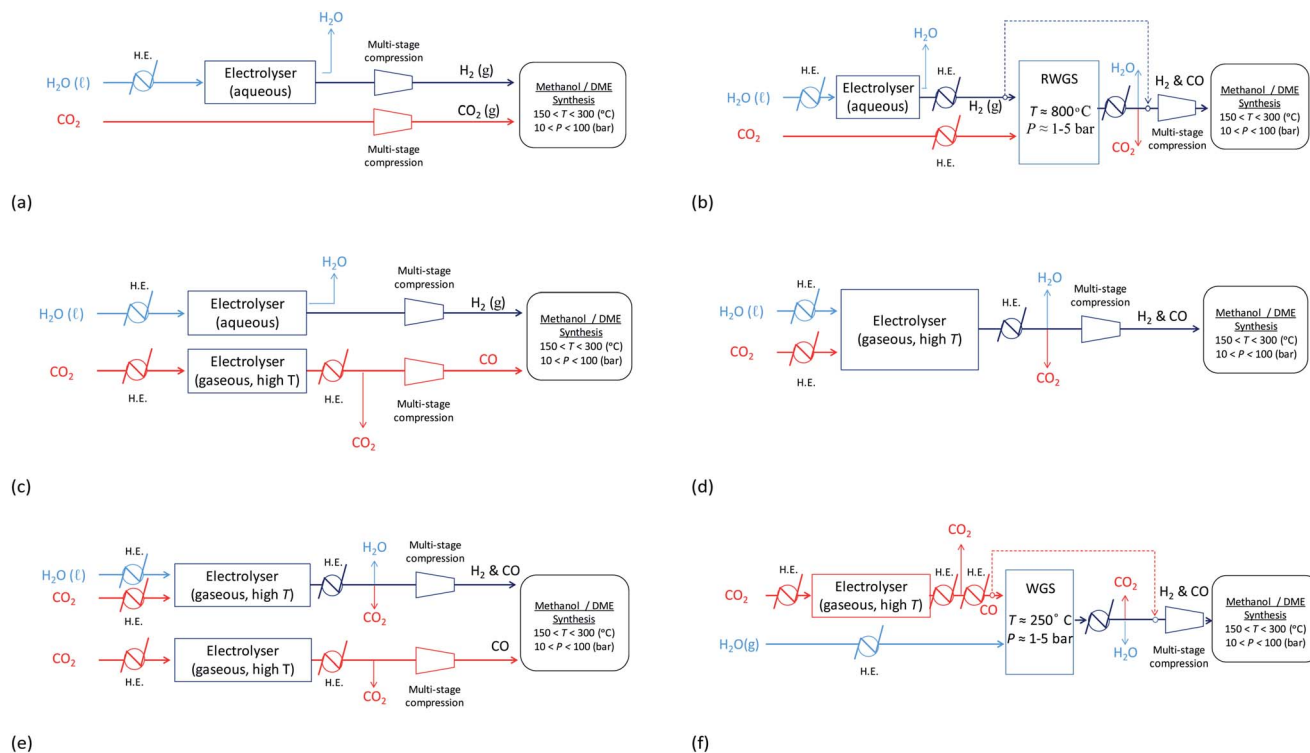 H2O
H.E.
Multi-stage
compression
H2O (ℓ)
Electrolyser
(aqueous)
H2 (g)
CO2
CO2 (g)
Multi-stage
compression
Methanol / DME
Synthesis
150 < T < 300 (°C)
10 < P < 100 (bar)
(a)
H2O
H.E.
H.E.
H2O (ℓ)
Electrolyser
(aqueous)
H2 (g)
CO2
H.E.
RWGS
T ≈ 800°C
P ≈ 1-5 bar
H2O
CO2
H2 & CO
Multi-stage
compression
Methanol / DME
Synthesis
150 < T < 300 (°C)
10 < P < 100 (bar)
(b)
H2O
H.E.
Multi-stage
compression
H2O (ℓ)
Electrolyser
(aqueous)
H2 (g)
CO2
H.E.
Electrolyser
(gaseous, high T)
H.E.
CO2
CO
Multi-stage
compression
Methanol / DME
Synthesis
150 < T < 300 (°C)
10 < P < 100 (bar)
(c)
H.E.
H2O (ℓ)
CO2
H.E.
Electrolyser
(gaseous, high T)
H.E.
H2O
CO2
Multi-stage
compression
H2 & CO
Methanol / DME
Synthesis
150 < T < 300 (°C)
10 < P < 100 (bar)
(d)
H.E.
H2O (ℓ)
CO2
Electrolyser
(gaseous, high T)
H.E.
H2O
CO2
Multi-stage
compression
H2 & CO
H.E.
CO2
H.E.
Electrolyser
(gaseous, high T)
H.E.
CO2
CO
Multi-stage
compression
Methanol / DME
Synthesis
150 < T < 300 (°C)
10 < P < 100 (bar)
(e)
CO2
H.E.
CO2
Electrolyser
(gaseous, high T)
H.E.
H.E.
CO
H2O(g)
H.E.
WGS
T ≈ 250° C
P ≈ 1-5 bar
CO2
H2O
H2 & CO
Multi-stage
compression
Methanol / DME
Synthesis
150 < T < 300 (°C)
10 < P < 100 (bar)
(f)